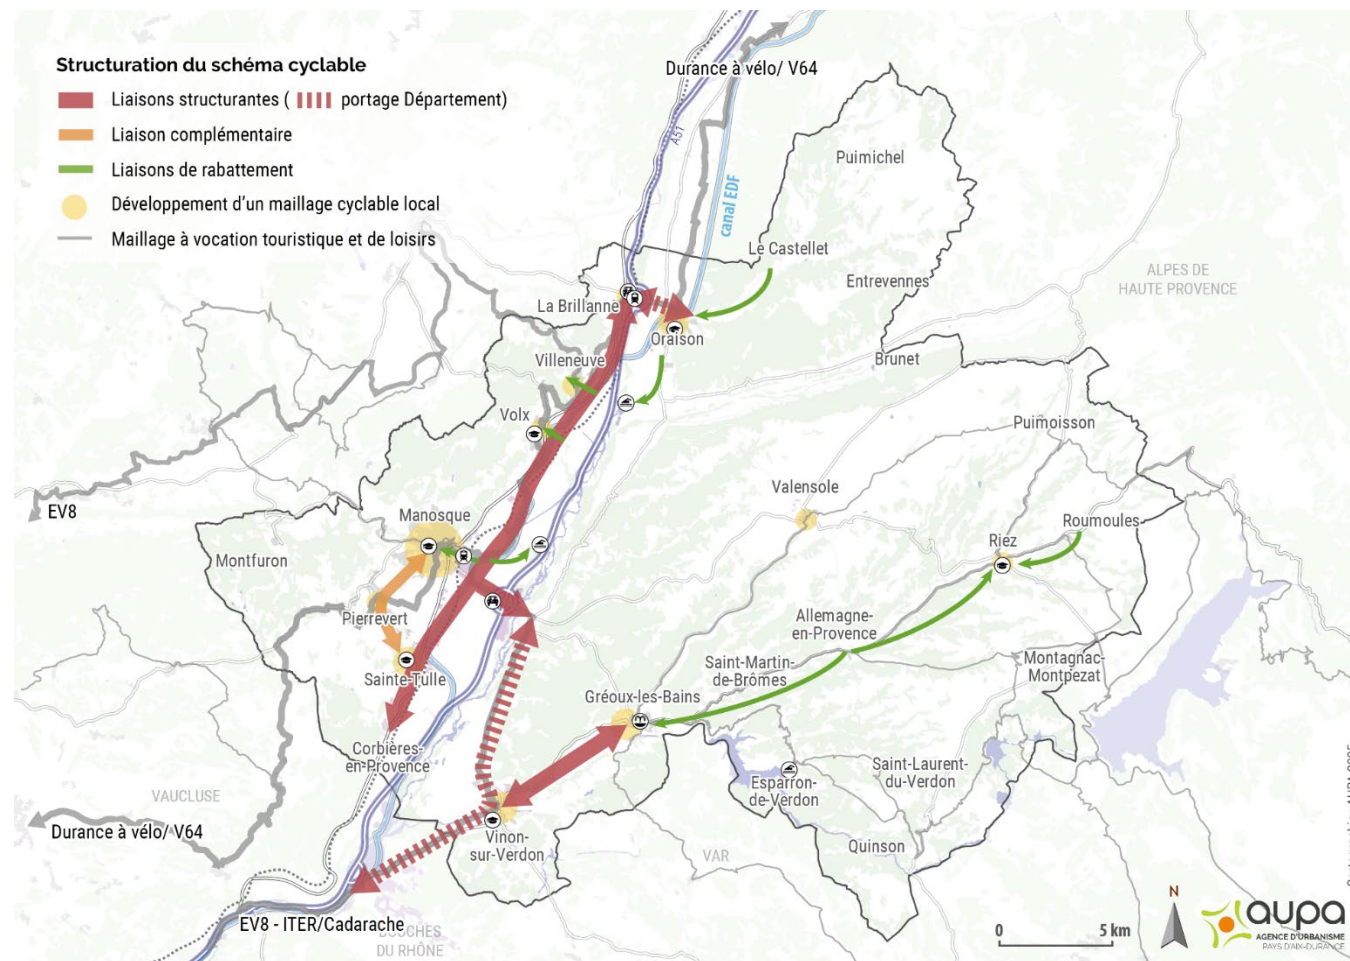 Structuration du schéma cyclable
Liaisons structurantes ( portage Département)
Liaison complémentaire
Liaisons de rabattement
Développement d'un maillage cyclable local
Maillage à vocation touristique et de loisirs
Durance à vélo/ V64
A51
canal EDF
Puimichel
Le Castellet
Entrevennes
ALPES DE
HAUTE PROVENCE
La Brillanne
Oraison
Villeneuve
Brunet
Volx
Puimoisson
Valensole
EV8
Manosque
Roumoules
Riez
Montfuron
Pierrevert
Allemagne-
en-Provence
Sainte-Tulle
Saint-Martin-
de-Brômes
Montagnac-
Montpezat
Gréoux-les-Bains
Corbières-
en-Provence
Esparron-
de-Verdon
Saint-Laurent-
du-Verdon
VAUCLUSE
Durance à vélo/ V64
Vinon-
sur-Verdon
VAR
Quinson
EV8 - ITER/Cadarache
DU RHÔNE
N
0
5 km
aupa
AGENCE D'URBANISME
PAYS D'AIX-DURANCE